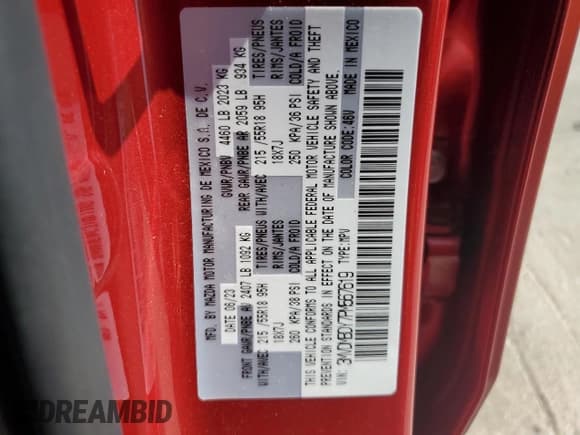 MFD. BY MAZDA MOTOR MANUFACTURING DE MEXICO S.A. DE C.V.
DATE 06/23 GVWR/PNBV 4460 LB 2023 KG
FRONT GAWR/PNBE AV 2407 LB 1092 KG REAR GAWR/PNBE AR 2059 LB 934 KG
WITH/AVEC TIRES/PNEUS WITH/AVEC TIRES/PNEUS
215 /55R18 95H RIMS/JANTES 215 /55R18 95H RIMS/JANTES
18X7J COLD/A FROID 18X7J COLD/A FROID
260 KPA/38 PSI 250 KPA/36 PSI
THIS VEHICLE CONFORMS TO ALL APPLICABLE FEDERAL MOTOR VEHICLE SAFETY AND THEFT
PREVENTION STANDARDS IN EFFECT ON THE DATE OF MANUFACTURE SHOWN ABOVE.
VIN: TYPE:MPV COLOR CODE:46V MADE IN MEXICO
DREAMBID